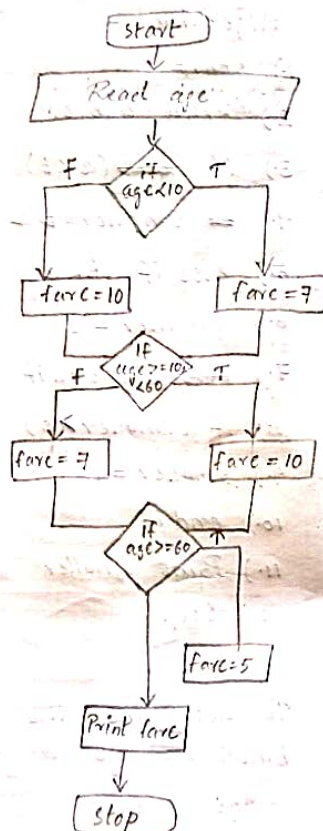 start
Read age
F
if
T
age<10
fare=10
fare=7
If
F
age>=10,
T
<60
fare=7
fare=10
If
age>=60
fare=5
Print fare
stop